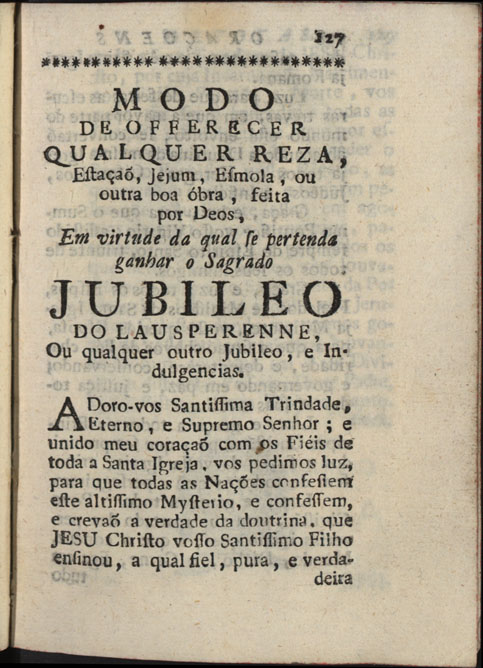 127
MODO
DE OFFERECER
QUALQUER REZA,
Eſtaçaõ, Jejum, Eſmola, ou
outra boa óbra, feita
por Deos,
Em virtude da qual ſe pertenda
ganhar o Sagrado
JUBILEO
DO LAUSPERENNE,
Ou qualquer outro Jubileo, e In-
dulgencias.
ADoro-vos Santiſſima Trindade,
Eterno, e Supremo Senhor; e
unido meu coraçaõ com os Fiéis de
toda a Santa Igreja, vos pedimos luz,
para que todas as Nações confeſſem
eſte altiſſimo Myſterio, e confeſſem,
e crevaõ a verdade da doutrina, que
JESU Chriſto voſſo Santiſſimo Filho
enſinou, a qual fiel, pura, e verda-
deira